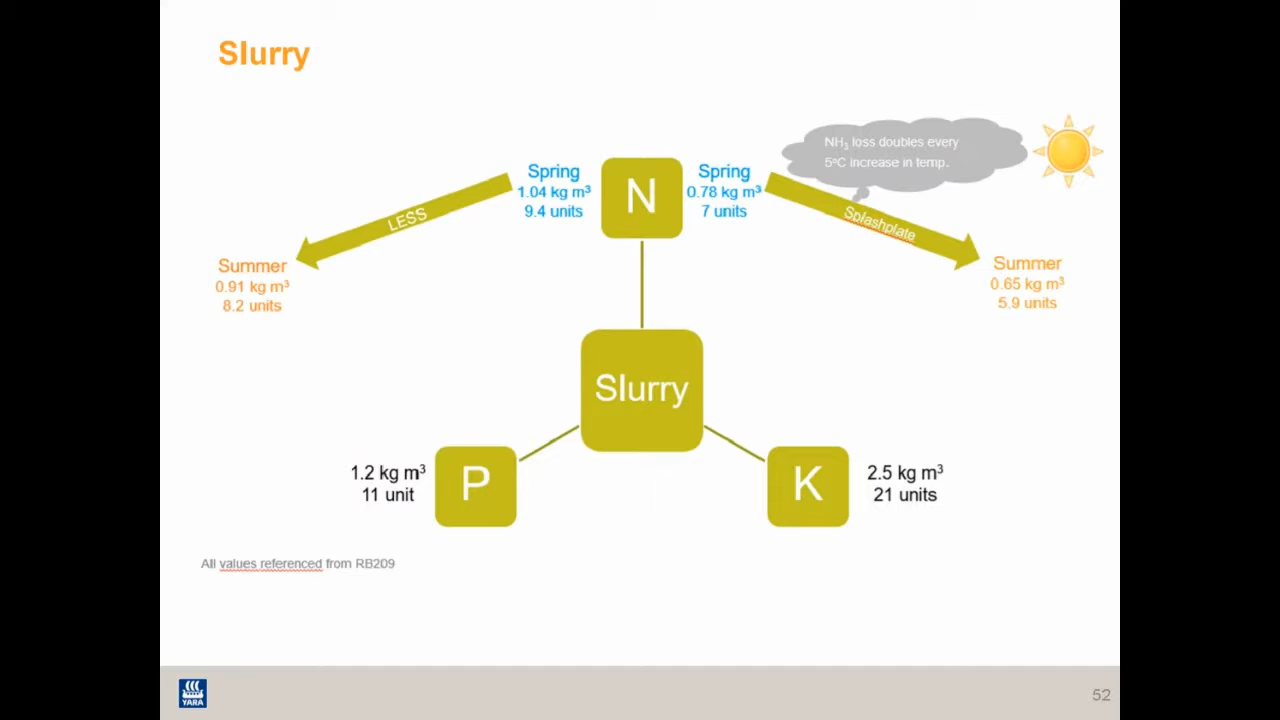 Slurry
NH₃ loss doubles every
5ºC increase in temp.
Spring
1.04 kg m³
9.4 units
N
Spring
0.78 kg m³
7 units
LESS
Splashplate
Summer
0.91 kg m³
8.2 units
Summer
0.65 kg m³
5.9 units
Slurry
1.2 kg m³
11 unit
P
K
2.5 kg m³
21 units
All values referenced from RB209
YARA
52